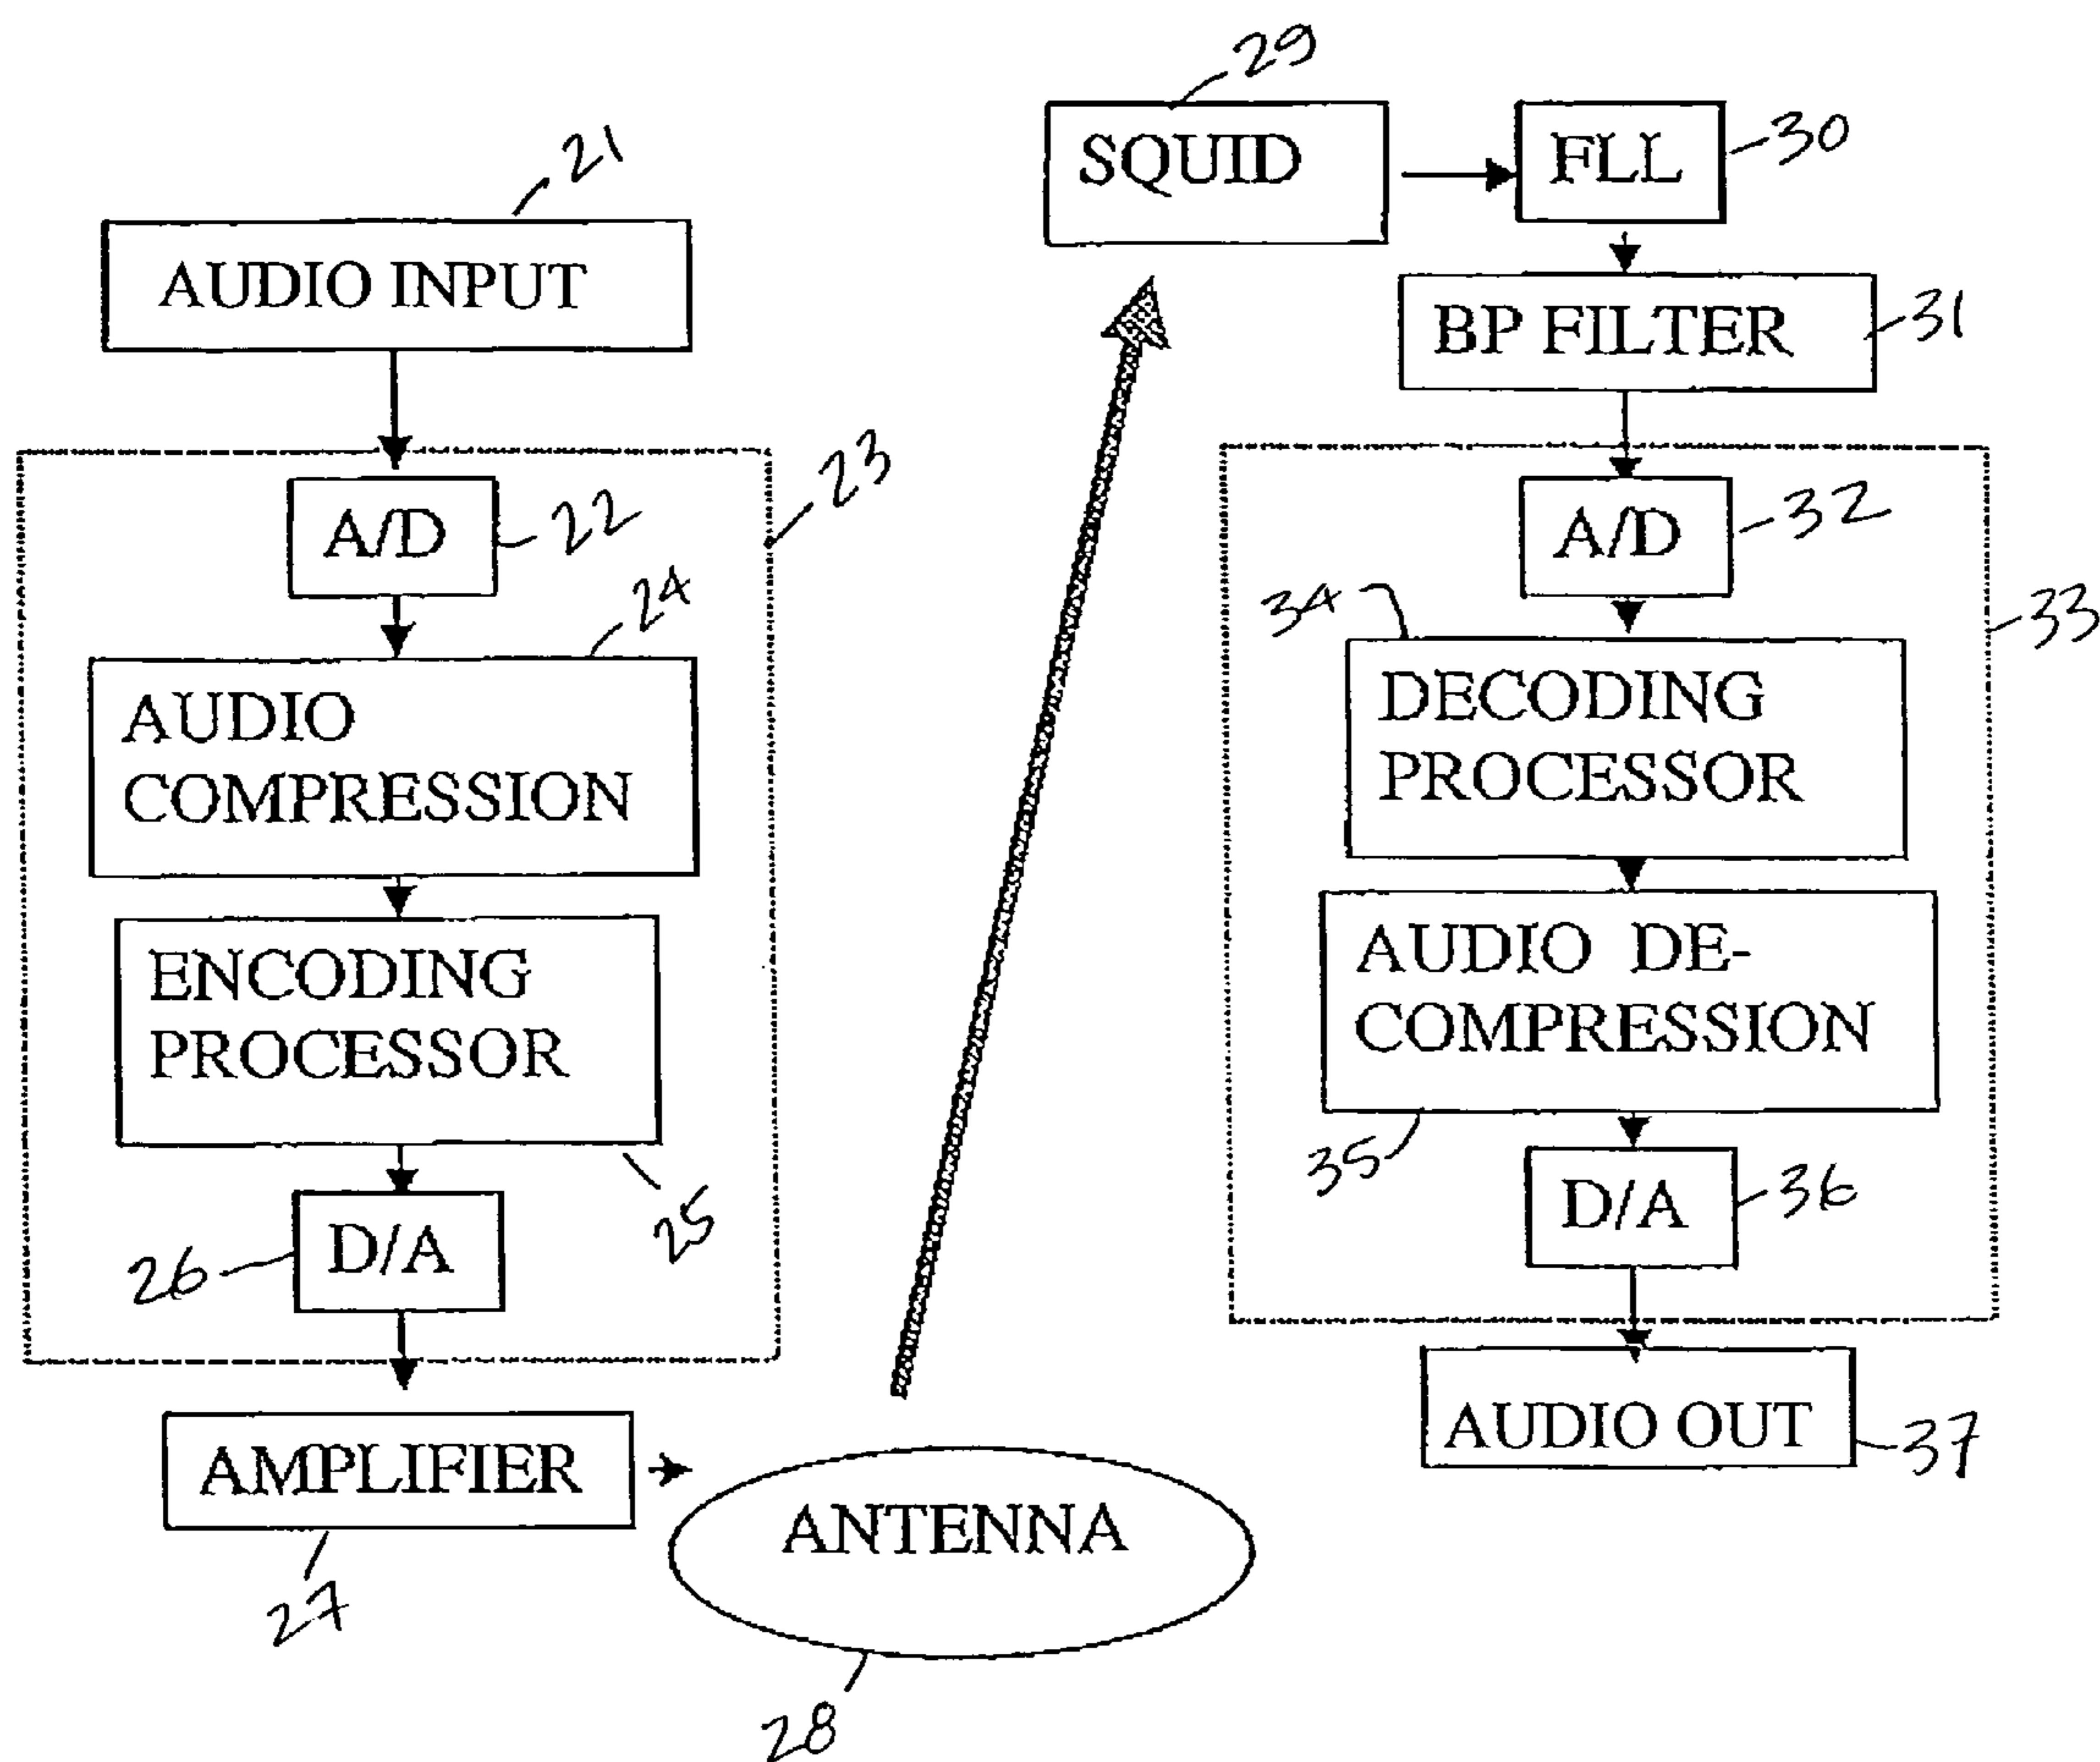 21
AUDIO INPUT
23
A/D
22
24
AUDIO
COMPRESSION
ENCODING
PROCESSOR
25
26
D/A
AMPLIFIER
27
ANTENNA
28
29
SQUID
FLL
30
BP FILTER
31
A/D
32
33
34
DECODING
PROCESSOR
AUDIO DE-
COMPRESSION
35
D/A
36
AUDIO OUT
37